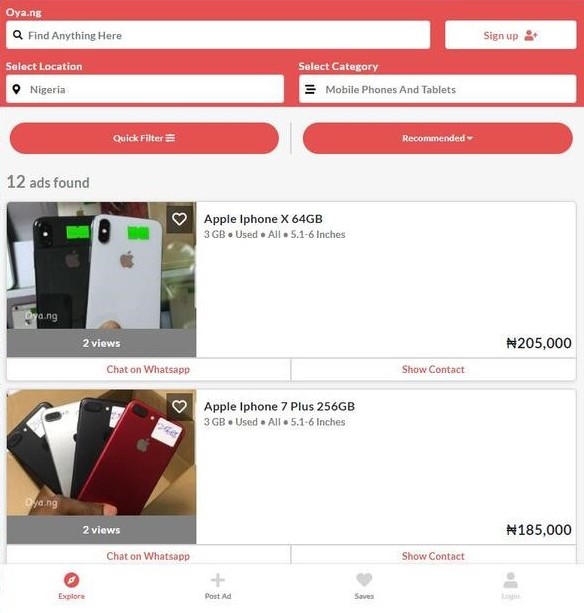 Oya.ng
Find Anything Here
Sign up
Select Location
Select Category
Nigeria
Mobile Phones And Tablets
Quick Filter
Recommended
12 ads found
Apple Iphone X 64GB
3 GB • Used • All • 5.1-6 Inches
Oya.ng
2 views
₦205,000
Chat on Whatsapp
Show Contact
Apple Iphone 7 Plus 256GB
3 GB • Used • All • 5.1-6 Inches
Oya.ng
2 views
₦185,000
Chat on Whatsapp
Show Contact
Explore
Post Ad
Saves
Login